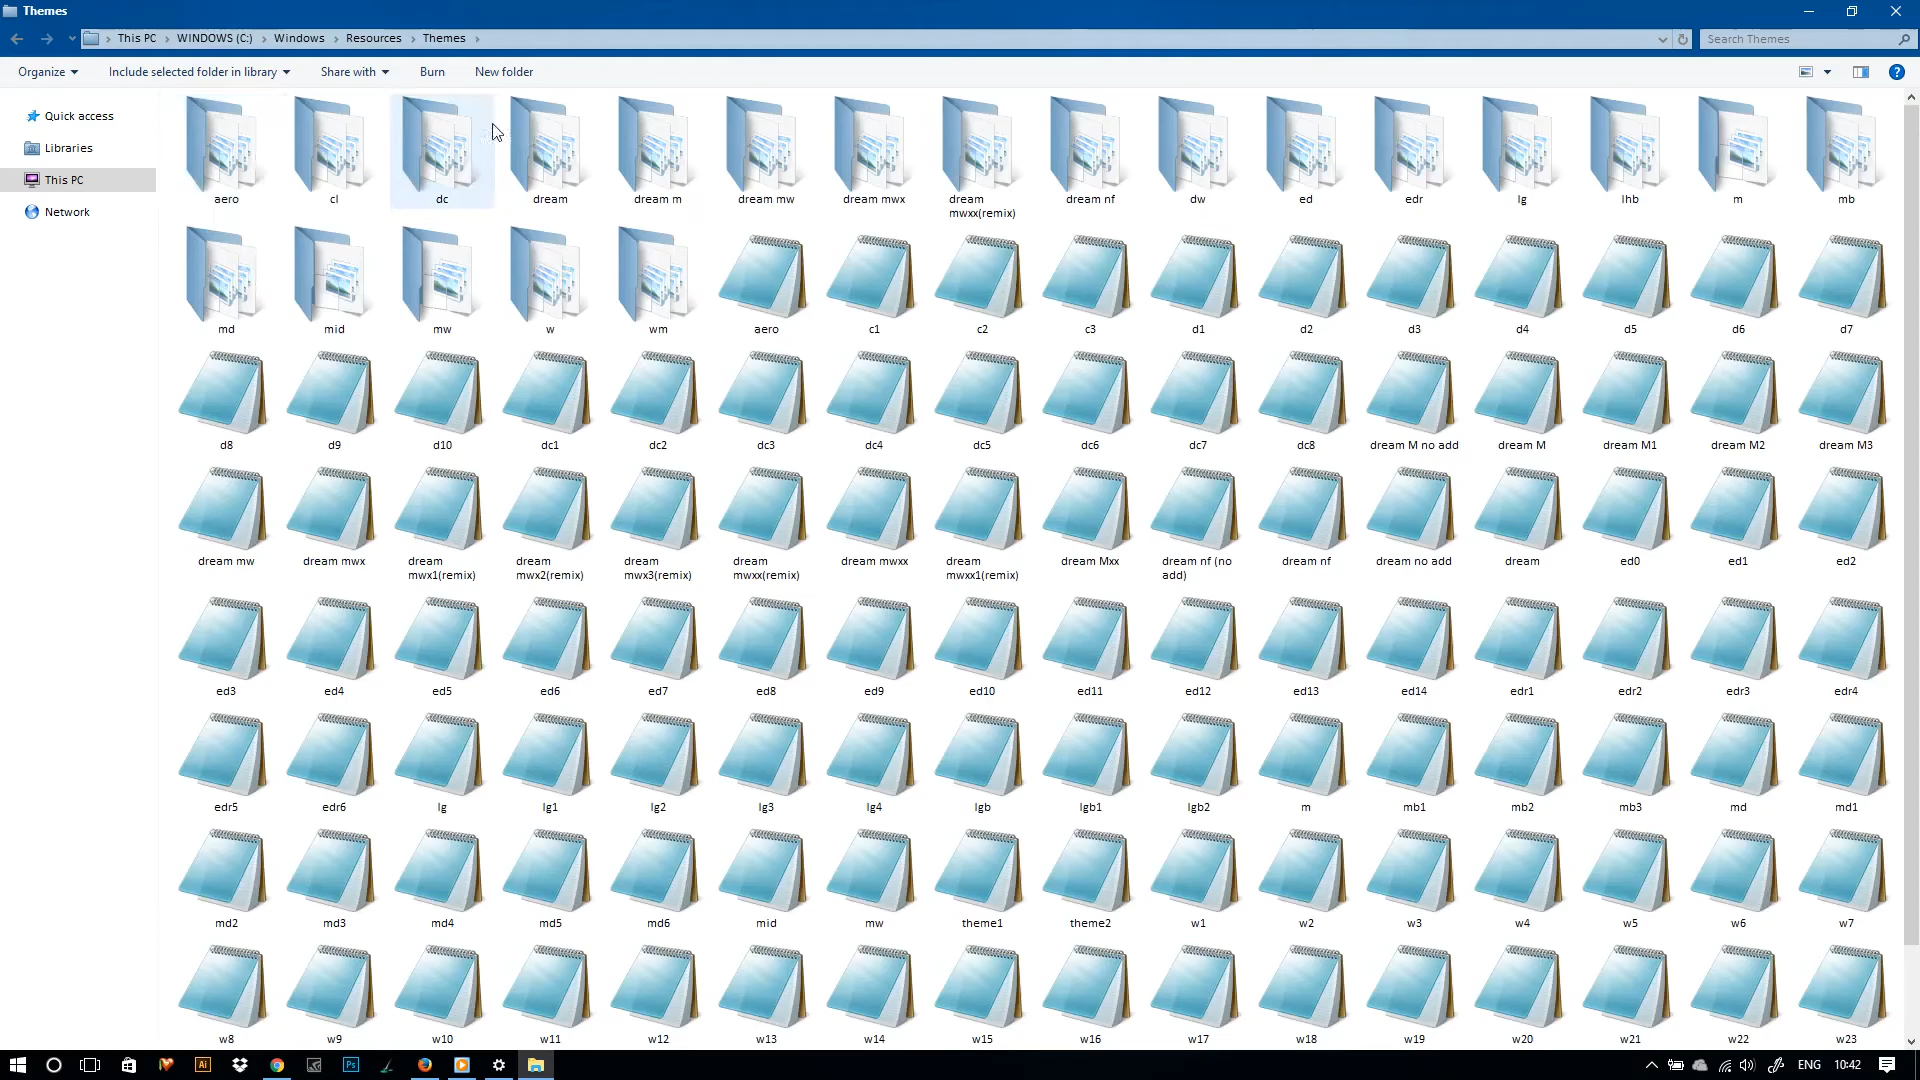 Themes
This PC
WINDOWS (C:)
Windows
Resources
Themes
Search Themes
Organize
Include selected folder in library
Share with
Burn
New folder
Quick access
Libraries
This PC
Network
aero cl dc dream dream m dream mw dream mwx dream mwxx(remix) dream nf dw ed edr lg lhb m mb
md mid mw w wm aero c1 c2 c3 d1 d2 d3 d4 d5 d6 d7
d8 d9 d10 dc1 dc2 dc3 dc4 dc5 dc6 dc7 dc8 dream M no add dream M dream M1 dream M2 dream M3
dream mw dream mwx dream mwx1(remix) dream mwx2(remix) dream mwx3(remix) dream mwxx(remix) dream mwxx dream mwxx1(remix) dream Mxx dream nf (no add) dream nf dream no add dream ed0 ed1 ed2
ed3 ed4 ed5 ed6 ed7 ed8 ed9 ed10 ed11 ed12 ed13 ed14 edr1 edr2 edr3 edr4
edr5 edr6 lg lg1 lg2 lg3 lg4 lgb lgb1 lgb2 m mb1 mb2 mb3 md md1
md2 md3 md4 md5 md6 mid mw theme1 theme2 w1 w2 w3 w4 w5 w6 w7
w8 w9 w10 w11 w12 w13 w14 w15 w16 w17 w18 w19 w20 w21 w22 w23
Ai
Ps
ENG
10:42